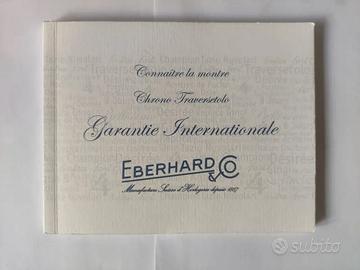 Connaître la montre
Chrono Traversetolo
Garantie Internationale
EBERHARD & CO
Manufacture Suisse d'Horlogerie depuis 1887
subito